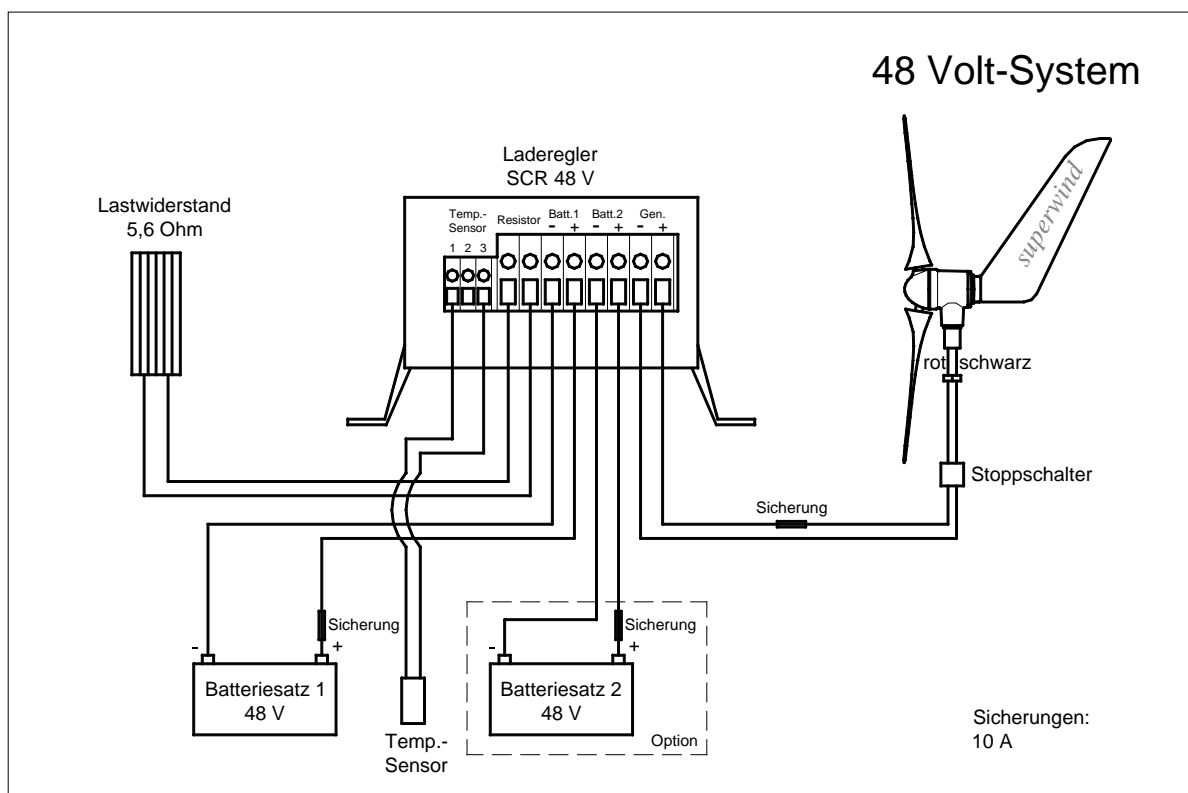 48 Volt-System
Laderegler
SCR 48 V
Lastwiderstand
5,6 Ohm
Temp.-
Sensor
Resistor
Batt.1
Batt.2
Gen.
- + - + - +
1 2 3
superwind
rot schwarz
Stoppschalter
Sicherung
Sicherung
Sicherung
- +
- +
Batteriesatz 1
48 V
Batteriesatz 2
48 V
Option
Temp.-
Sensor
Sicherungen:
10 A